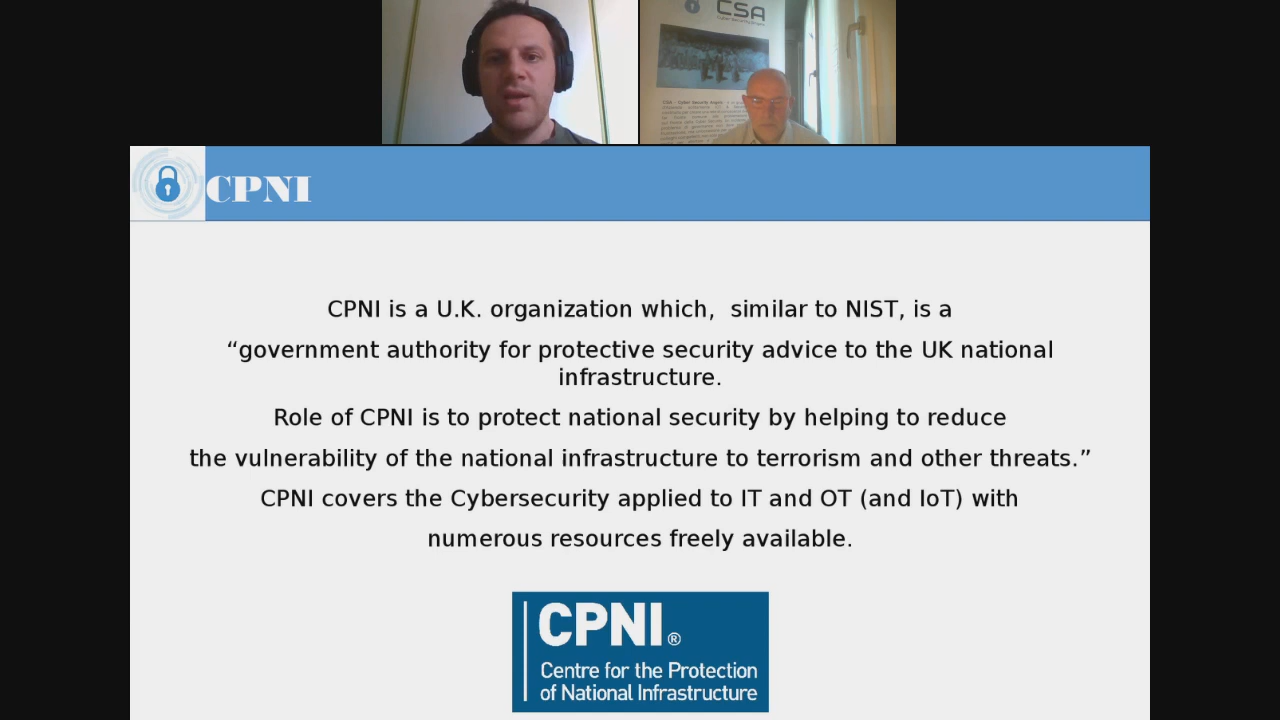 CSA
Cyber Security Angels
CPNI
CPNI is a U.K. organization which,  similar to NIST, is a
“government authority for protective security advice to the UK national
infrastructure.
Role of CPNI is to protect national security by helping to reduce
the vulnerability of the national infrastructure to terrorism and other threats.”
CPNI covers the Cybersecurity applied to IT and OT (and IoT) with
numerous resources freely available.
CPNI®
Centre for the Protection
of National Infrastructure